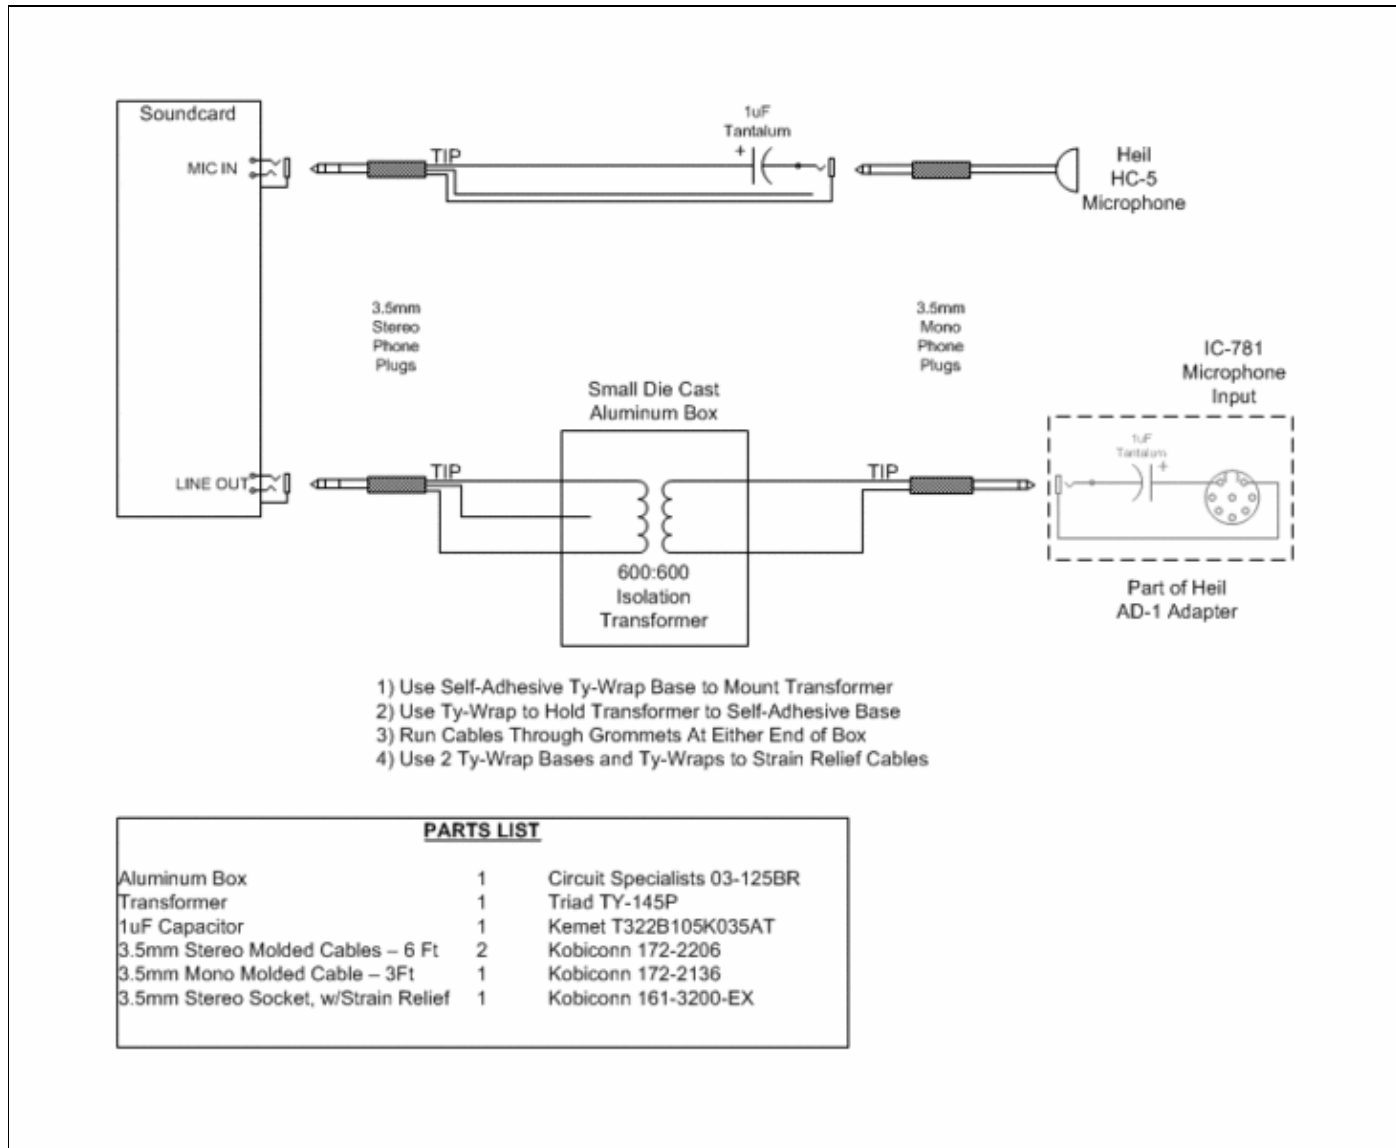 Soundcard
MIC IN
TIP
1uF
Tantalum
+
Heil
HC-5
Microphone
3.5mm
Stereo
Phone
Plugs
3.5mm
Mono
Phone
Plugs
IC-781
Microphone
Input
Small Die Cast
Aluminum Box
LINE OUT
TIP
TIP
1uF
Tantalum
+
600:600
Isolation
Transformer
Part of Heil
AD-1 Adapter
1) Use Self-Adhesive Ty-Wrap Base to Mount Transformer
2) Use Ty-Wrap to Hold Transformer to Self-Adhesive Base
3) Run Cables Through Grommets At Either End of Box
4) Use 2 Ty-Wrap Bases and Ty-Wraps to Strain Relief Cables
PARTS LIST
Aluminum Box 1 Circuit Specialists 03-125BR
Transformer 1 Triad TY-145P
1uF Capacitor 1 Kemet T322B105K035AT
3.5mm Stereo Molded Cables – 6 Ft 2 Kobiconn 172-2206
3.5mm Mono Molded Cable – 3Ft 1 Kobiconn 172-2136
3.5mm Stereo Socket, w/Strain Relief 1 Kobiconn 161-3200-EX